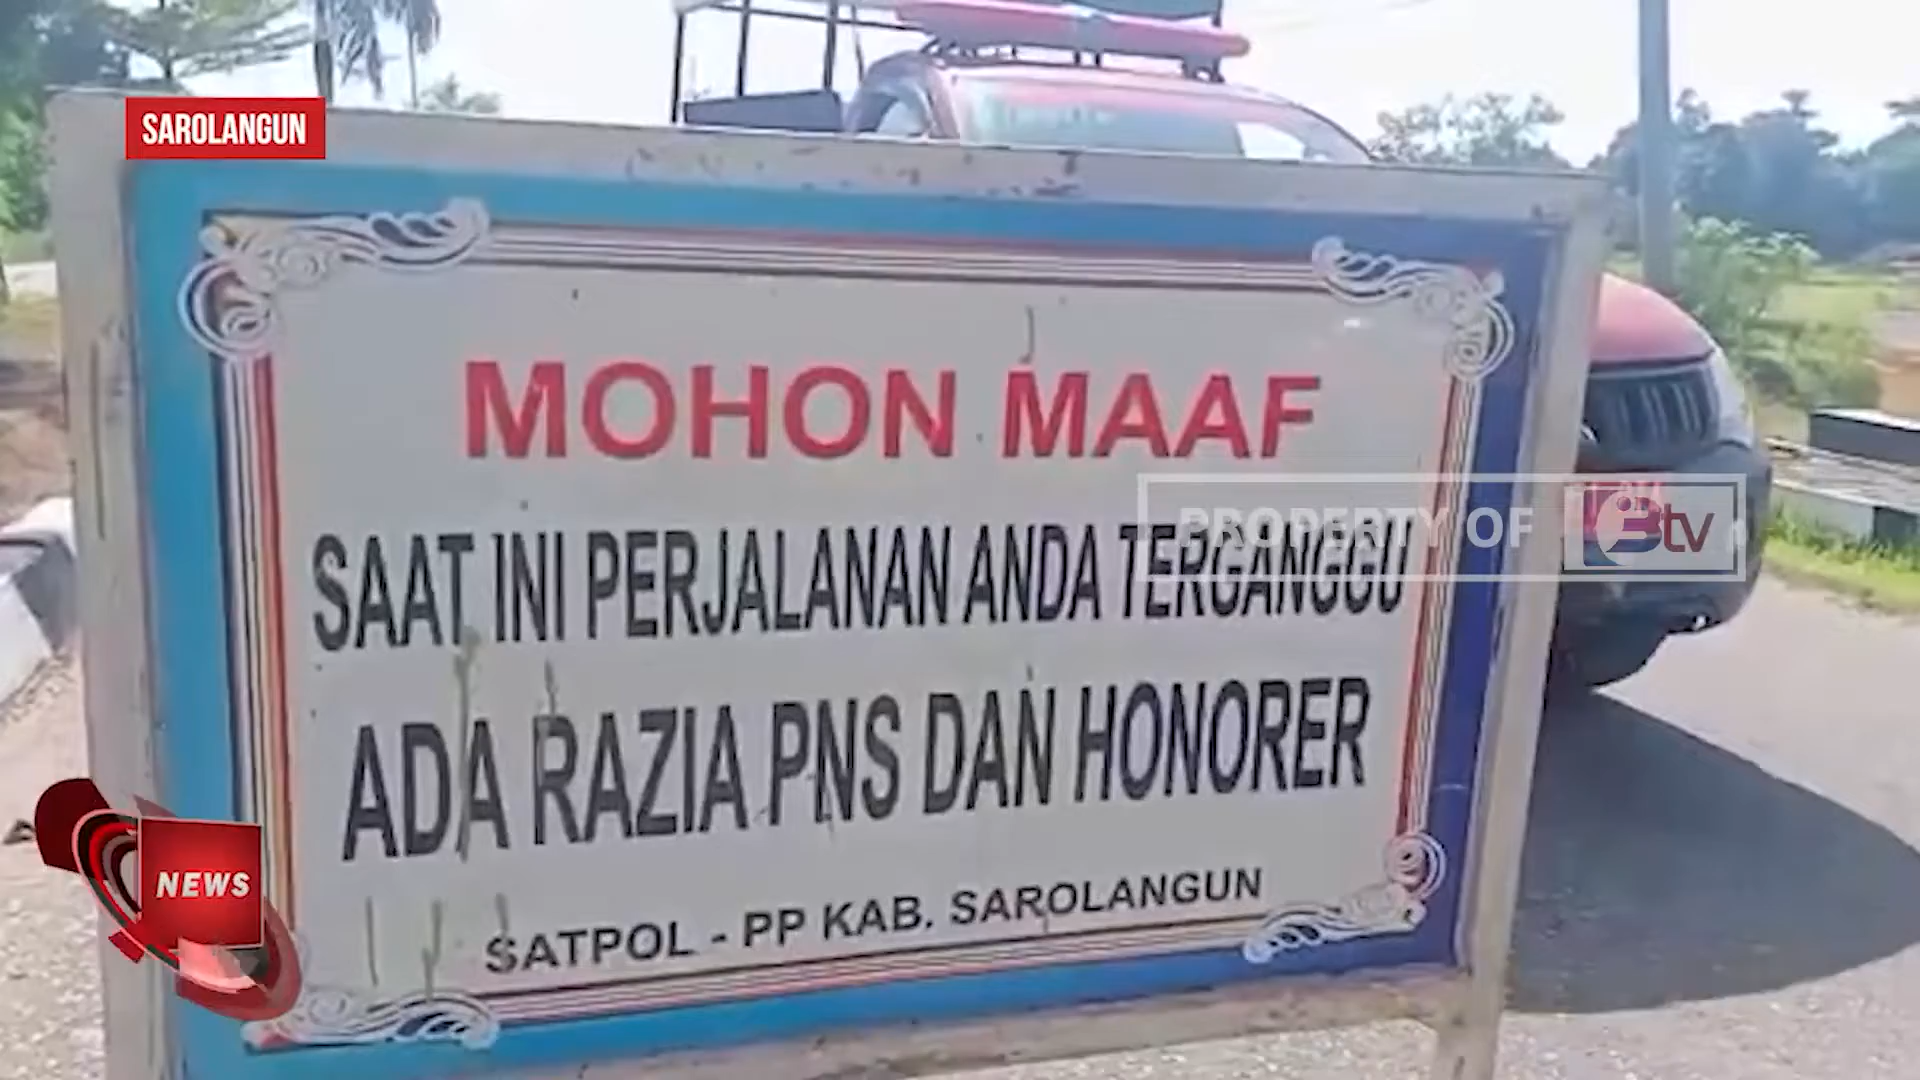 SAROLANGUN
MOHON MAAF
SAAT INI PERJALANAN ANDA TERGANGGU
PROPERTY OF Btv
ADA RAZIA PNS DAN HONORER
NEWS
SATPOL - PP KAB. SAROLANGUN